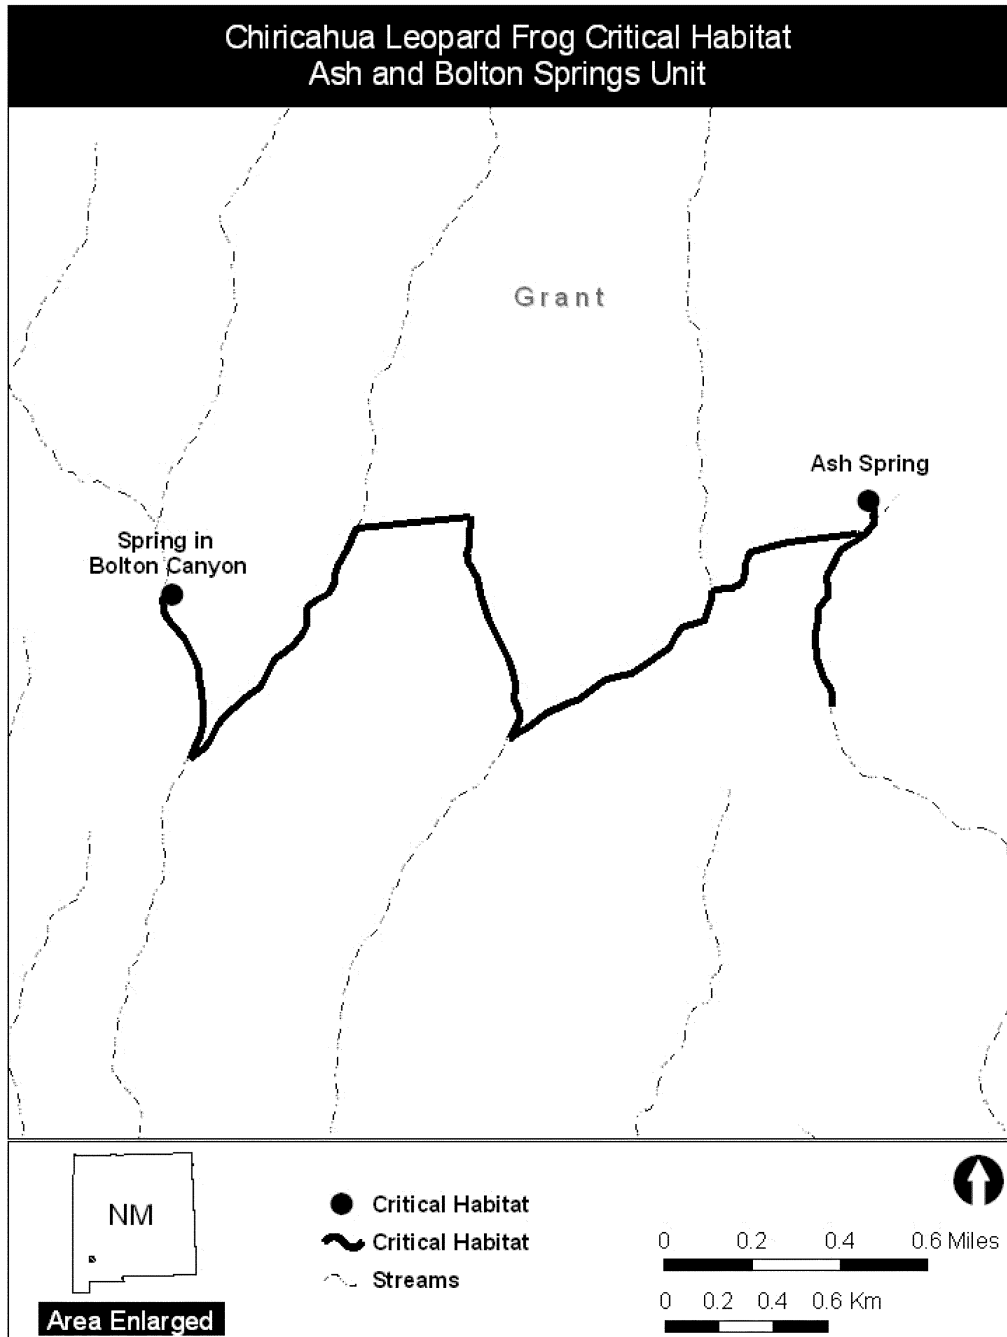 Chiricahua Leopard Frog Critical Habitat
Ash and Bolton Springs Unit
Grant
Ash Spring
Spring in
Bolton Canyon
NM
Area Enlarged
Critical Habitat
Critical Habitat
Streams
0 0.2 0.4 0.6 Miles
0 0.2 0.4 0.6 Km